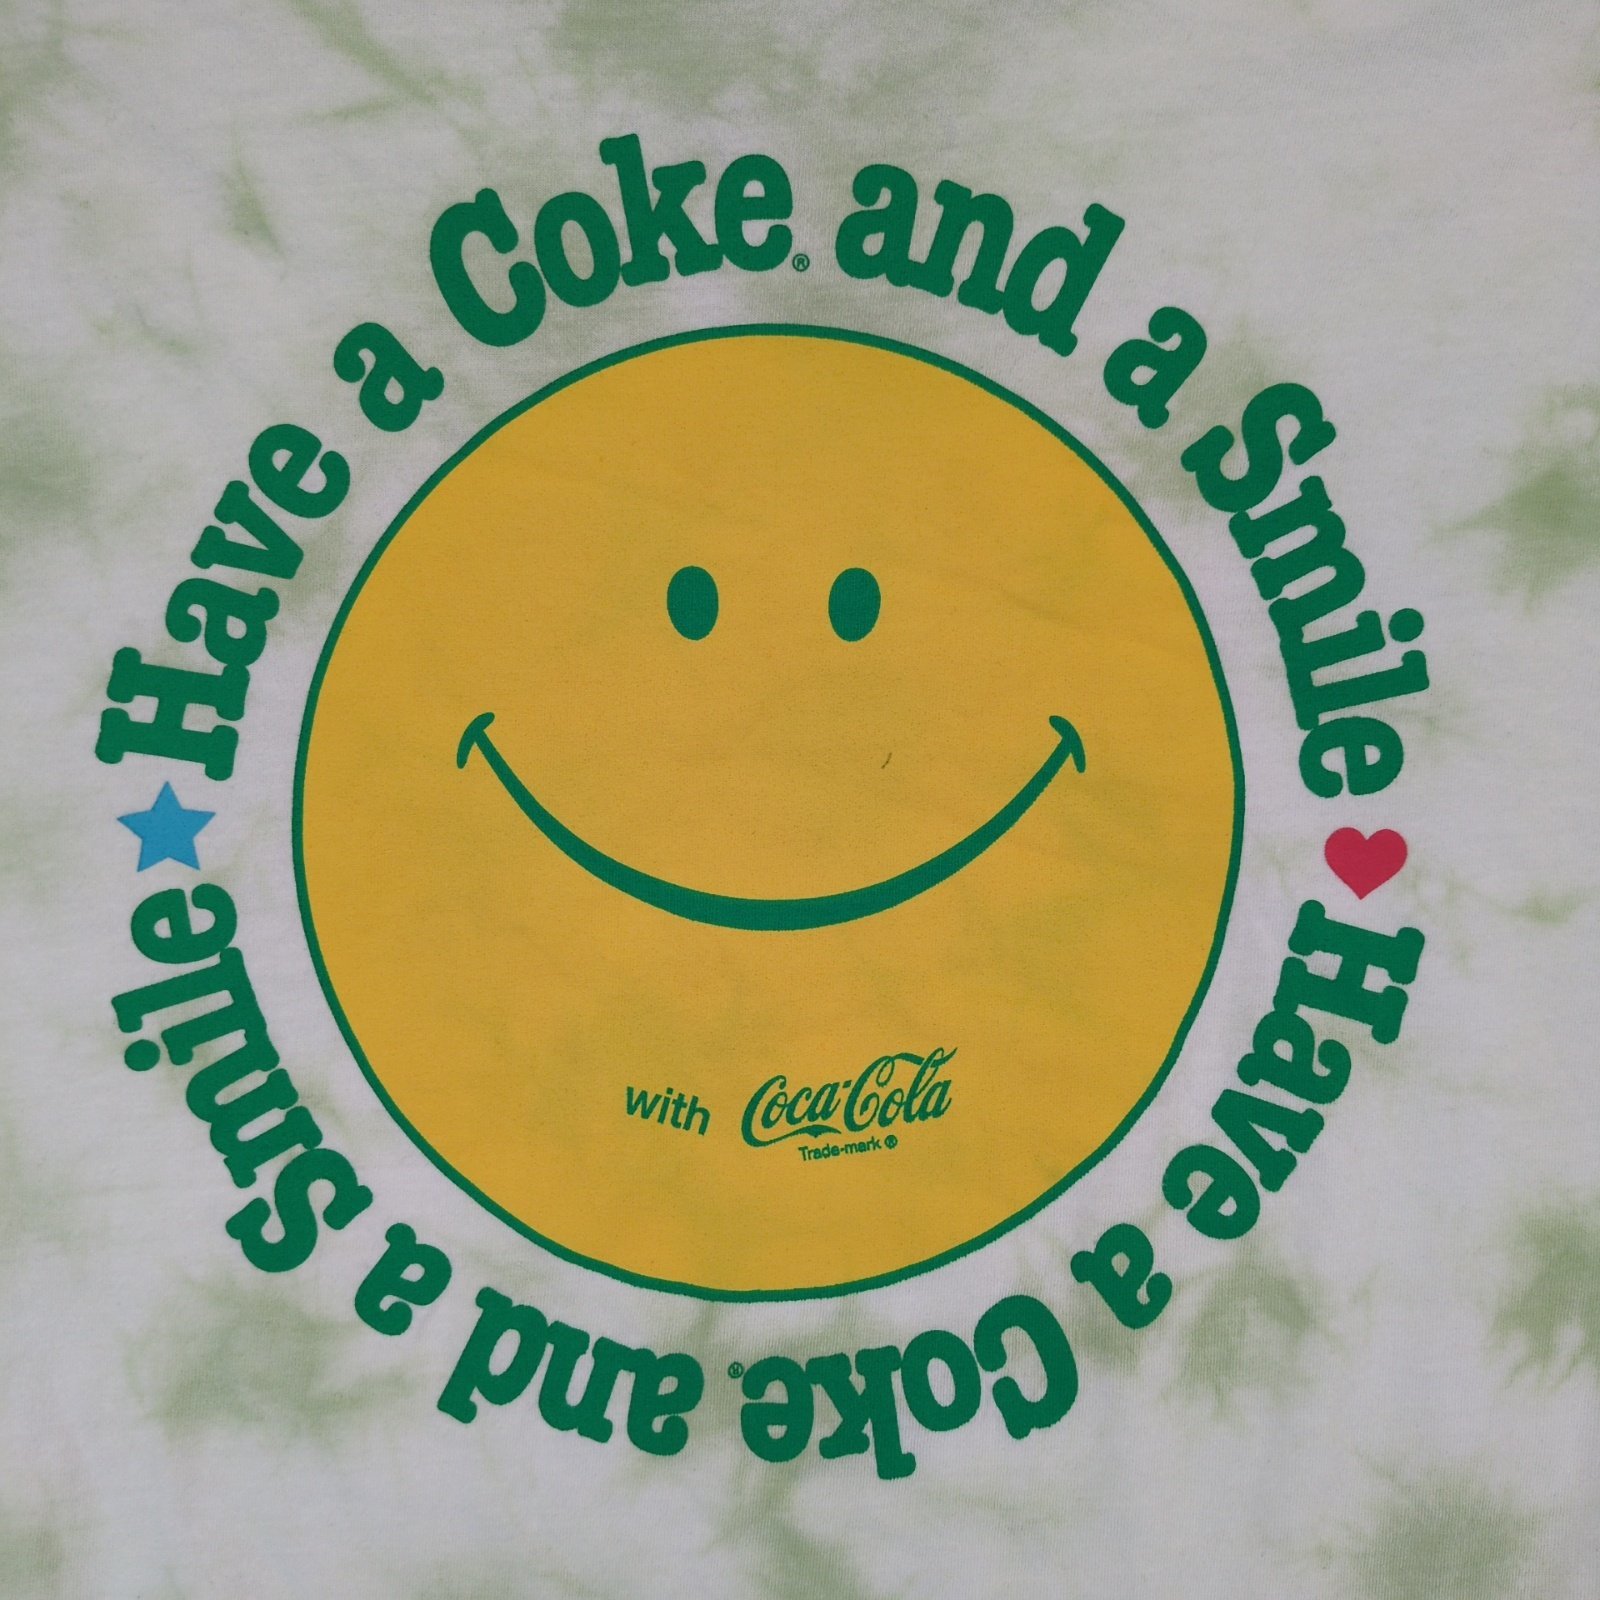 Have a Coke® and a Smile
Have a Coke® and a Smile
with Coca-Cola
Trade-mark ®